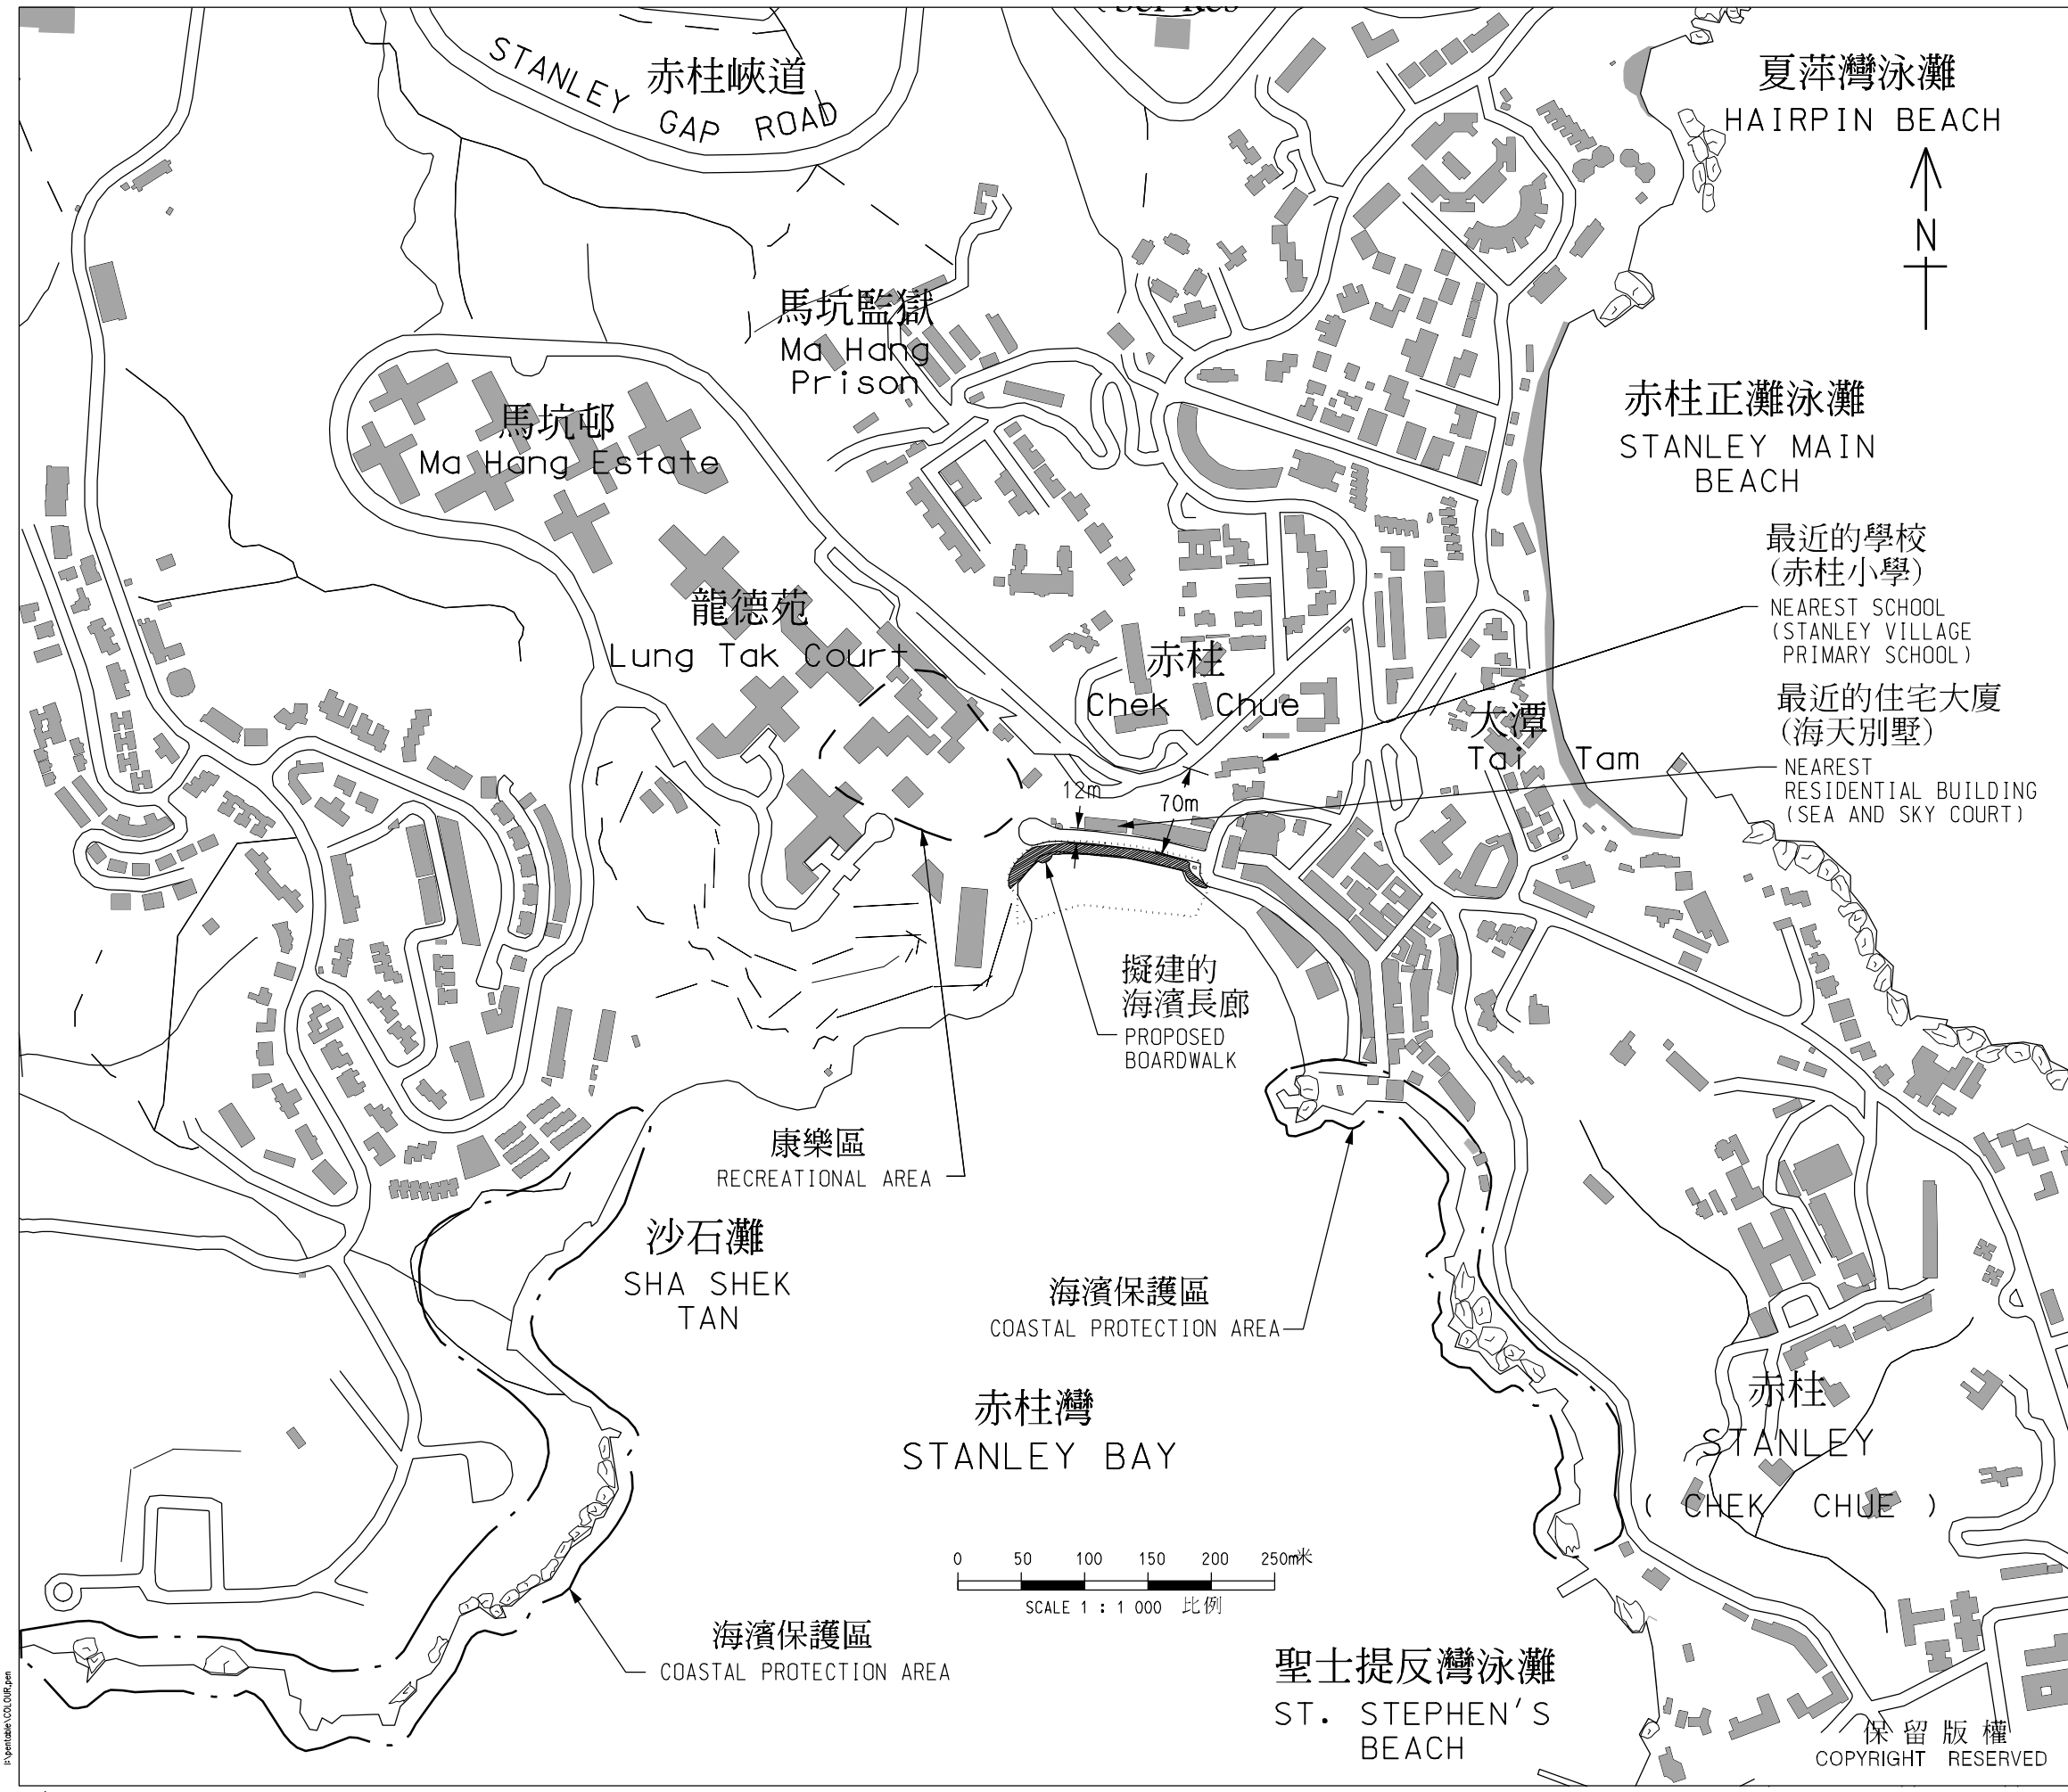 赤柱峽道
STANLEY GAP ROAD
夏萍灣泳灘
HAIRPIN BEACH
N
馬坑監獄
Ma Hang
Prison
馬坑邨
Ma Hang Estate
赤柱正灘泳灘
STANLEY MAIN
BEACH
最近的學校
(赤柱小學)
NEAREST SCHOOL
(STANLEY VILLAGE
PRIMARY SCHOOL)
龍德苑
Lung Tak Court
赤柱
Chek Chue
大潭
Tai Tam
最近的住宅大廈
(海天別墅)
NEAREST
RESIDENTIAL BUILDING
(SEA AND SKY COURT)
12m
70m
擬建的
海濱長廊
PROPOSED
BOARDWALK
康樂區
RECREATIONAL AREA
沙石灘
SHA SHEK
TAN
海濱保護區
COASTAL PROTECTION AREA
赤柱灣
STANLEY BAY
赤柱
STANLEY
( CHEK CHUE )
0 50 100 150 200 250m米
SCALE 1 : 1 000 比例
海濱保護區
COASTAL PROTECTION AREA
聖士提反灣泳灘
ST. STEPHEN'S
BEACH
保留版權
COPYRIGHT RESERVED